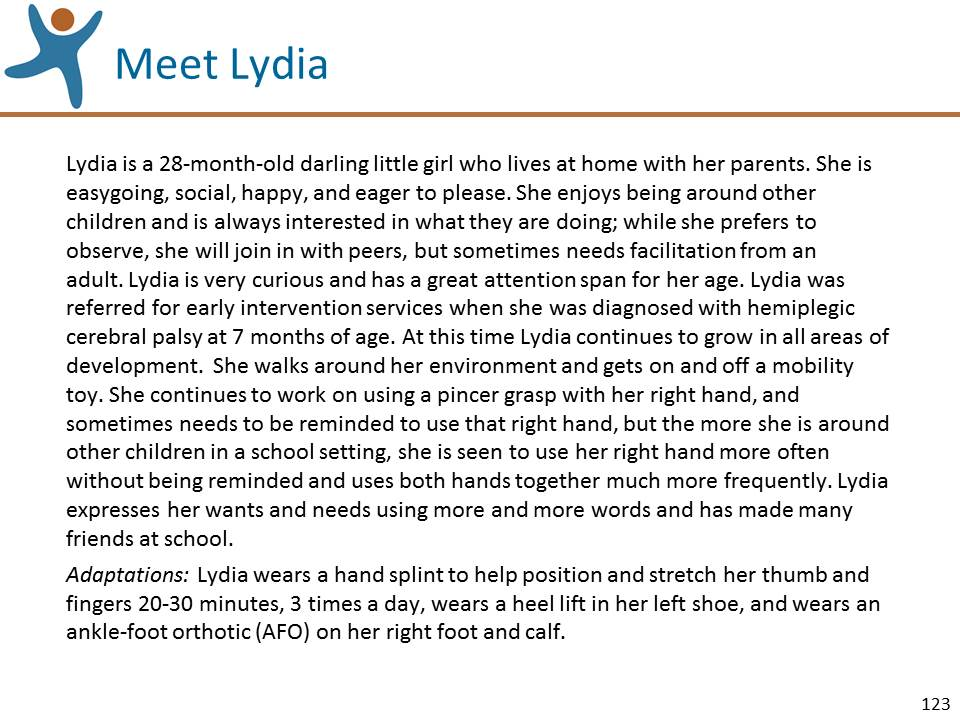 Meet Lydia
Lydia is a 28-month-old darling little girl who lives at home with her parents. She is
easygoing, social, happy, and eager to please. She enjoys being around other
children and is always interested in what they are doing; while she prefers to
observe, she will join in with peers, but sometimes needs facilitation from an
adult. Lydia is very curious and has a great attention span for her age. Lydia was
referred for early intervention services when she was diagnosed with hemiplegic
cerebral palsy at 7 months of age. At this time Lydia continues to grow in all areas of
development.  She walks around her environment and gets on and off a mobility
toy. She continues to work on using a pincer grasp with her right hand, and
sometimes needs to be reminded to use that right hand, but the more she is around
other children in a school setting, she is seen to use her right hand more often
without being reminded and uses both hands together much more frequently. Lydia
expresses her wants and needs using more and more words and has made many
friends at school.
Adaptations:  Lydia wears a hand splint to help position and stretch her thumb and
fingers 20-30 minutes, 3 times a day, wears a heel lift in her left shoe, and wears an
ankle-foot orthotic (AFO) on her right foot and calf.
123